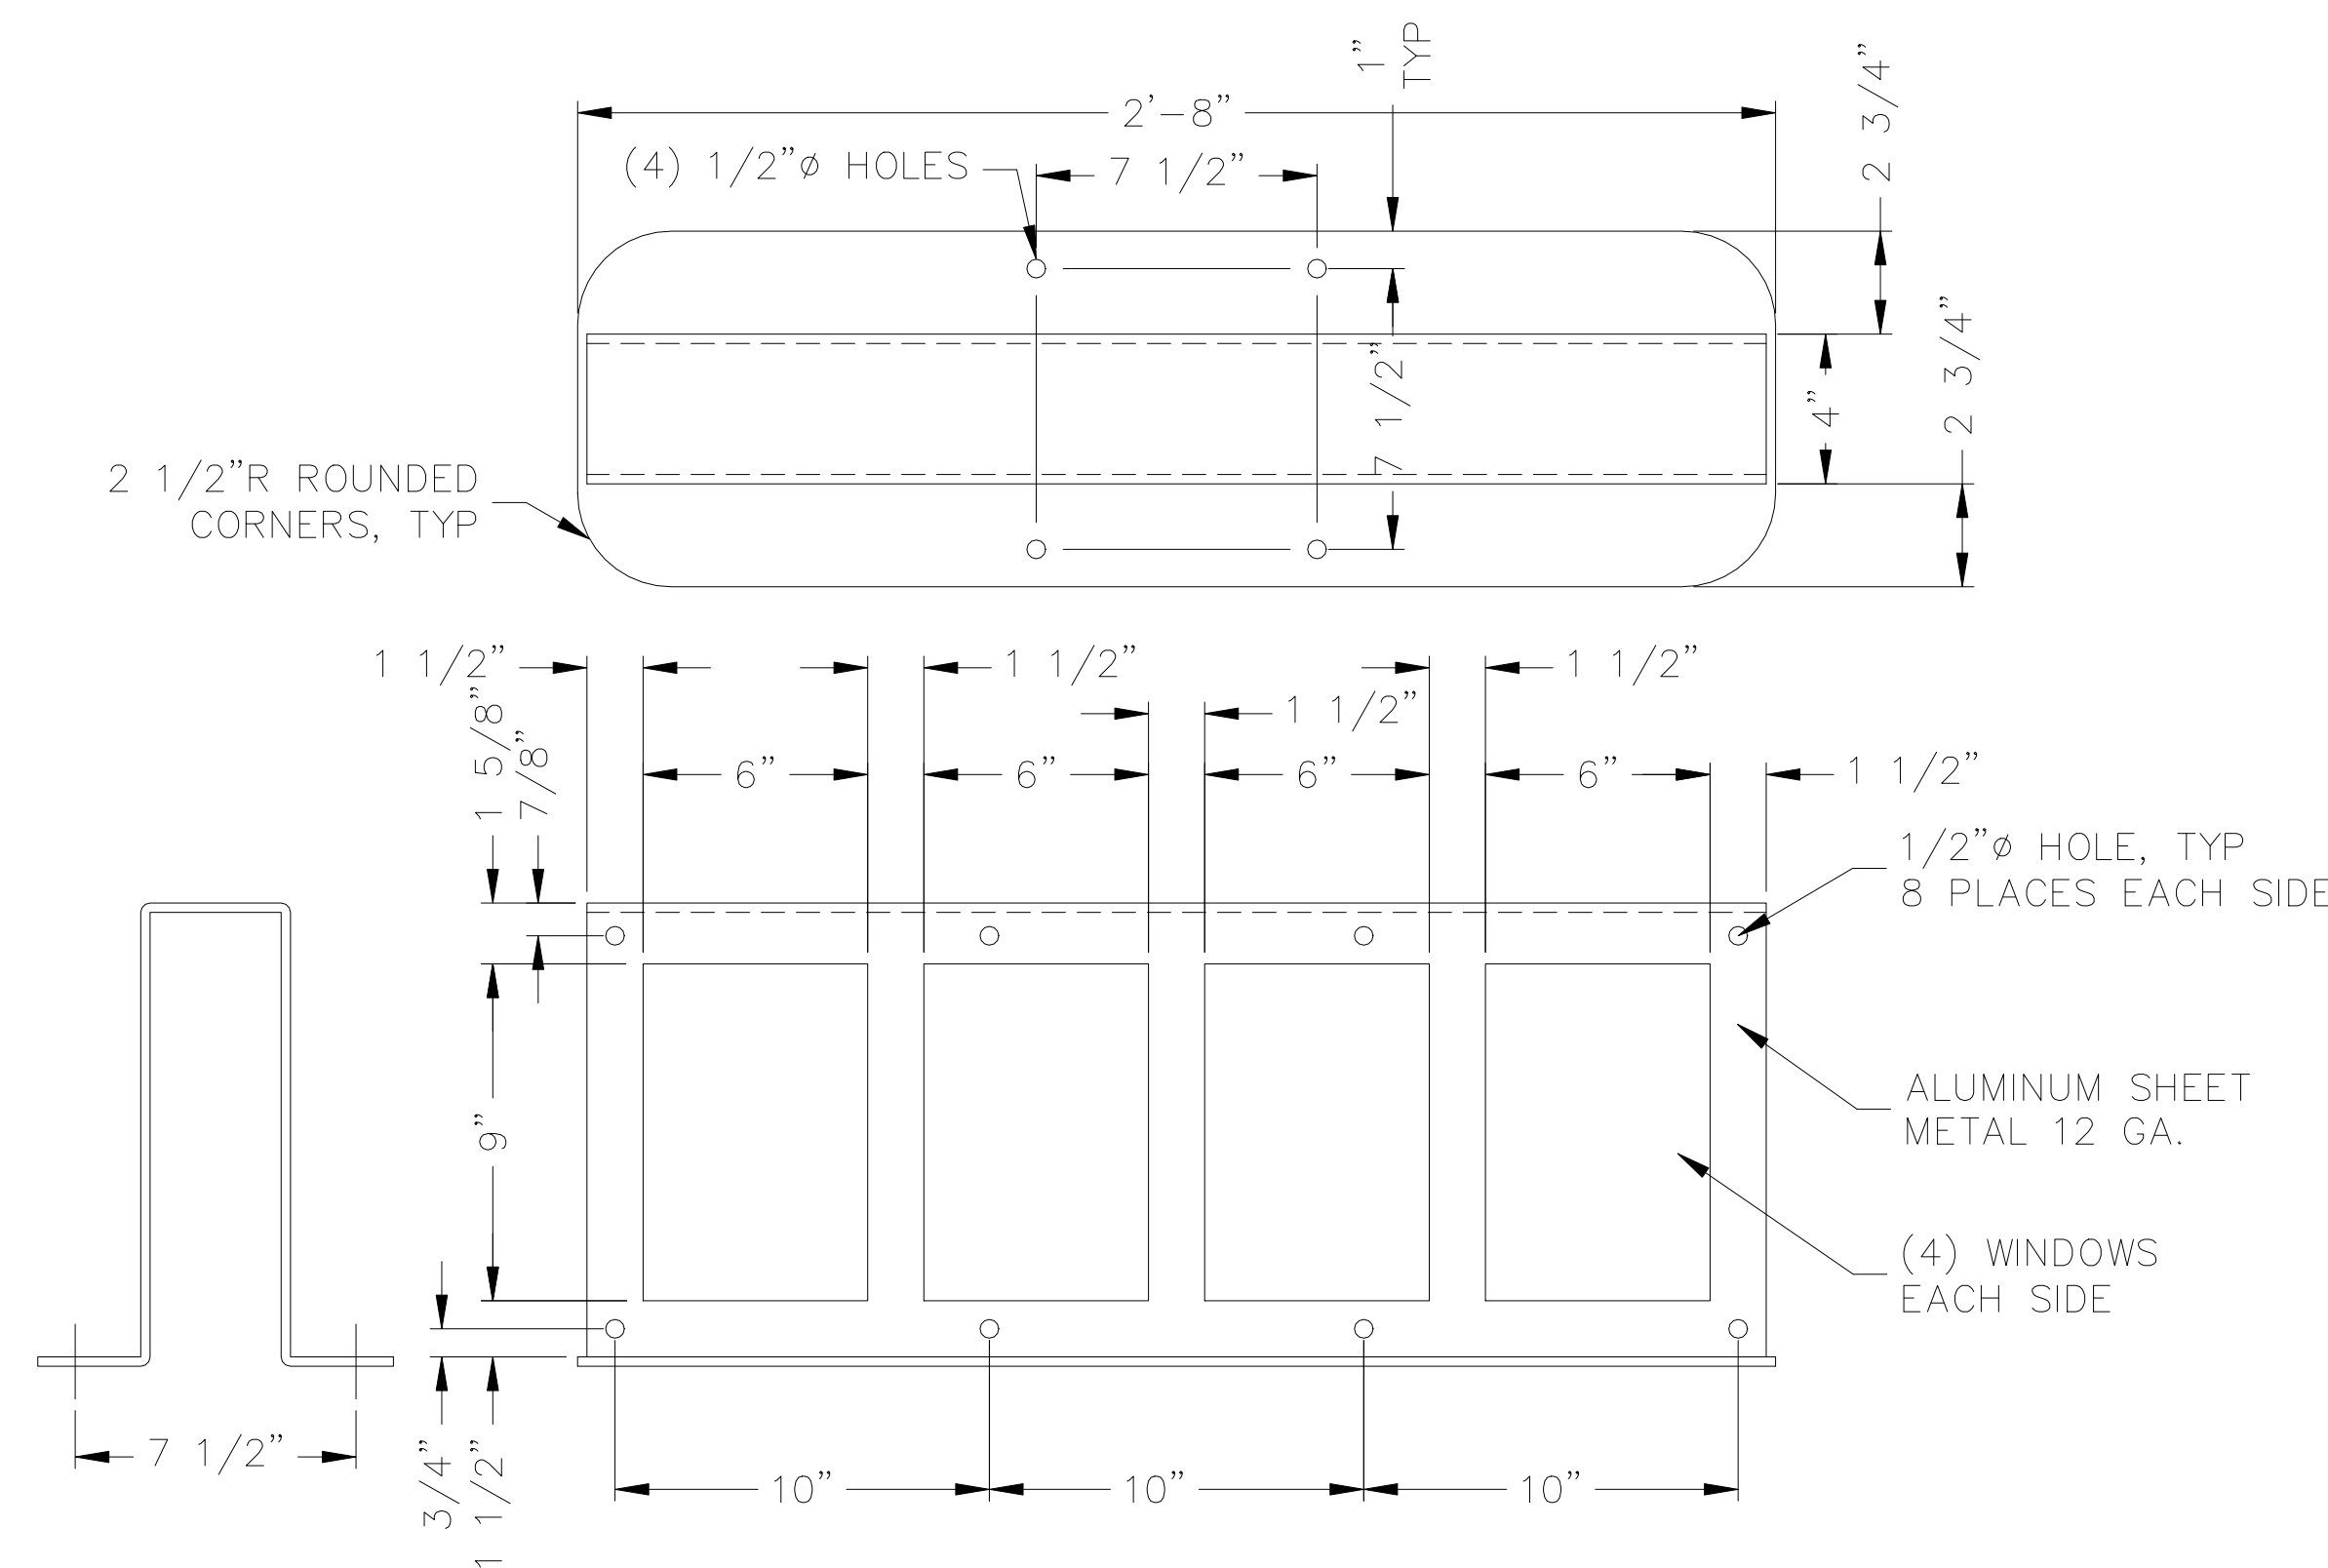 1"
TYP
2 3/4"
2'-8"
(4) 1/2"ø HOLES
7 1/2"
2 3/4"
7 1/2"
4"
2 1/2"R ROUNDED
CORNERS, TYP
1 1/2"
1 1/2"
1 1/2"
1 1/2"
1 5/8"
7/8"
6"
6"
6"
6"
1 1/2"
1/2"ø HOLE, TYP
8 PLACES EACH SIDE
ALUMINUM SHEET
METAL 12 GA.
9"
(4) WINDOWS
EACH SIDE
7 1/2"
3/4"
1 1/2"
10"
10"
10"